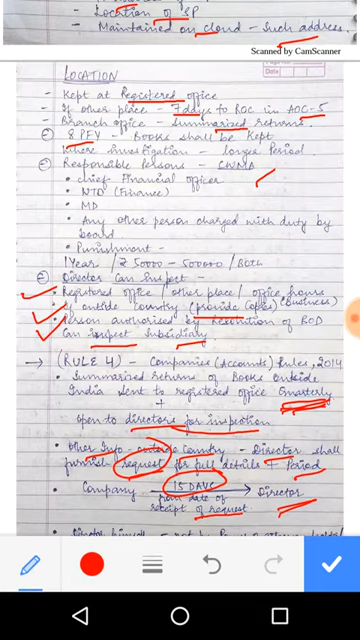 - Location of SP
- Maintained on cloud - Such address
Scanned by CamScanner
Page No.
Date
LOCATION
- Kept at Registered office
- If other place - 7 days to ROC in AOC-5
- Branch office - Summarized returns
8 PFY - Books shall be kept
Where investigation - longer Period
Responsible Persons - CWMA
• Chief Financial officer
• WTD (Finance)
• MD
• Any other person charged with duty by
board
• Punishment -
1 Year / ₹ 50000 - 500000 / Both
Director Can Inspect -
Registered office / other place / office hours
If outside country (provide Copies) (Business)
Person authorised by resolution of BOD
Can inspect Subsidiary
→ (RULE 4) - Companies (Accounts) Rules, 2014
• Summarized returns of Books outside
India sent to registered office Quarterly
+
open to directors for inspection
• Other Info - outside country - Director shall
furnish request for full details + Period
• Company 15 DAYS → Director
from date of
receipt of request